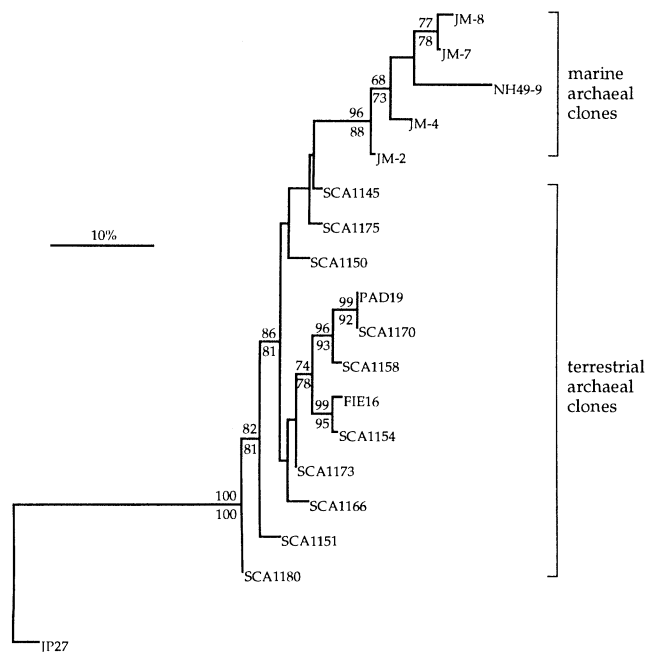 77
JM-8
78
JM-7
NH49-9
68
73
JM-4
96
88
JM-2
marine
archaeal
clones
SCA1145
SCA1175
10%
SCA1150
99
PAD19
92
SCA1170
96
93
SCA1158
86
81
74
78
FIE16
99
95
SCA1154
terrestrial
archaeal
clones
82
81
SCA1173
SCA1166
100
100
SCA1151
SCA1180
JP27